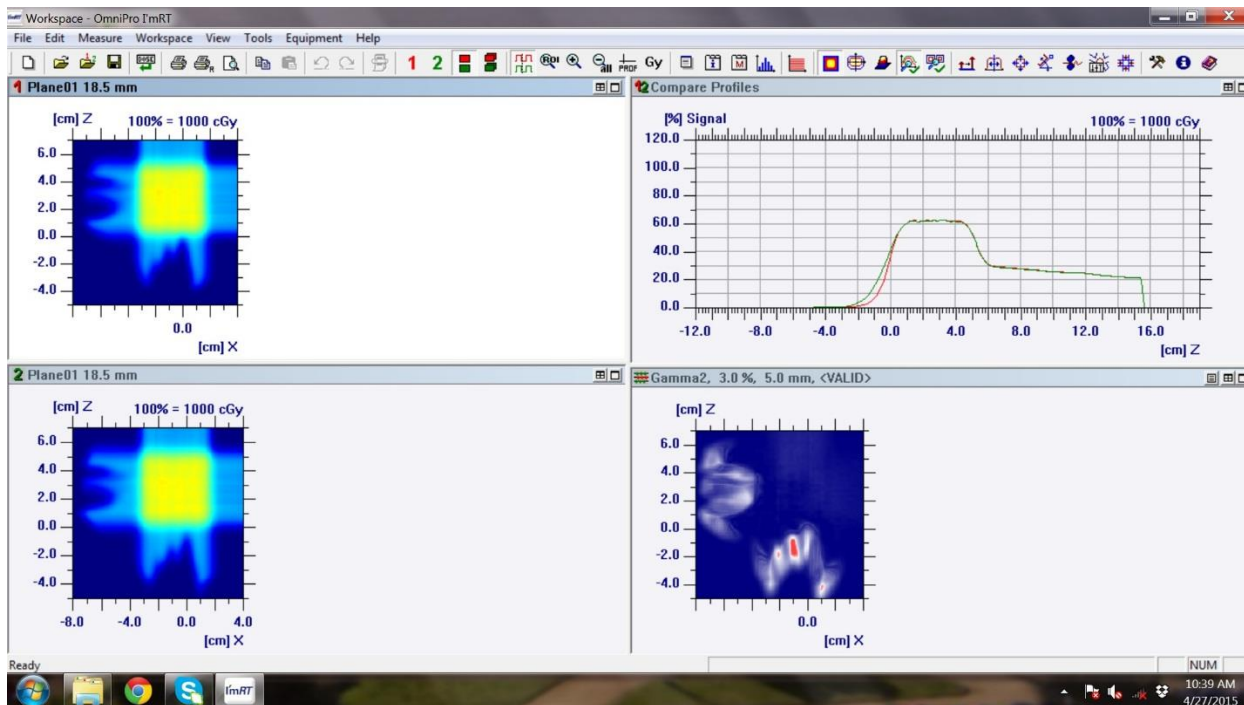 Workspace - OmniPro I'mRT
File Edit Measure Workspace View Tools Equipment Help
1 2 ROI all PROF Gy
1 Plane01 18.5 mm
[cm] Z 100% = 1000 cGy
6.0
4.0
2.0
0.0
-2.0
-4.0
0.0
[cm] X
12 Compare Profiles
[%] Signal 100% = 1000 cGy
120.0
100.0
80.0
60.0
40.0
20.0
0.0
-12.0 -8.0 -4.0 0.0 4.0 8.0 12.0 16.0
[cm] Z
2 Plane01 18.5 mm
[cm] Z 100% = 1000 cGy
6.0
4.0
2.0
0.0
-2.0
-4.0
-8.0 -4.0 0.0 4.0
[cm] X
Gamma2, 3.0 %, 5.0 mm, <VALID>
[cm] Z
6.0
4.0
2.0
0.0
-2.0
-4.0
0.0
[cm] X
Ready NUM
I'mRT
10:39 AM
4/27/2015